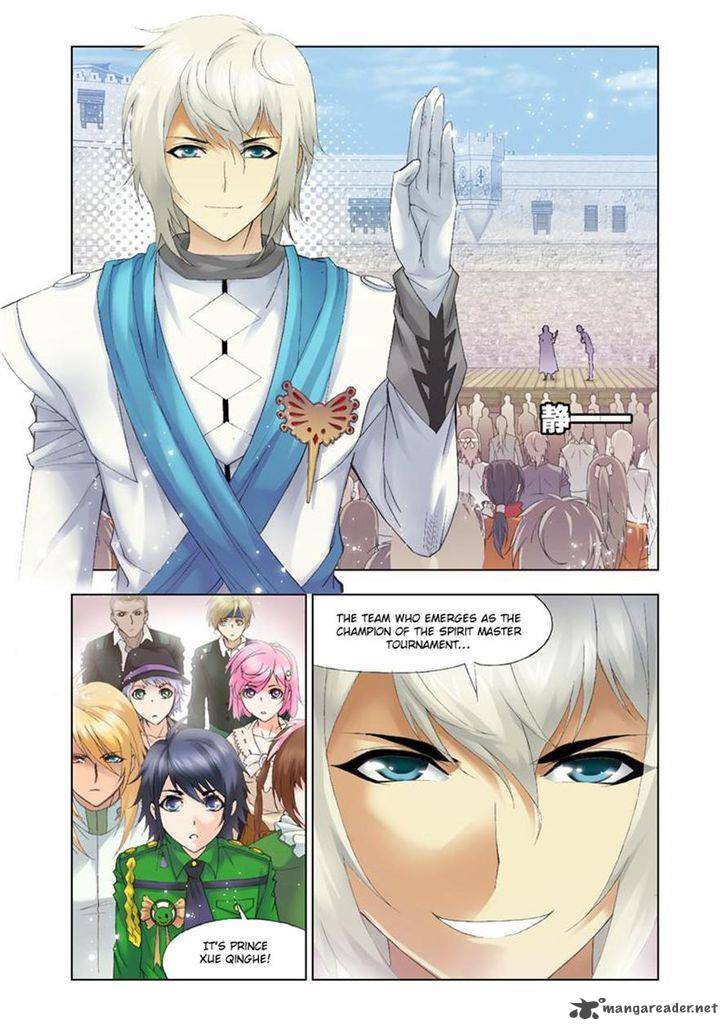 静——
THE TEAM WHO EMERGES AS THE
CHAMPION OF THE SPIRIT MASTER
TOURNAMENT...
IT'S PRINCE
XUE QINGHE!
mangareader.net